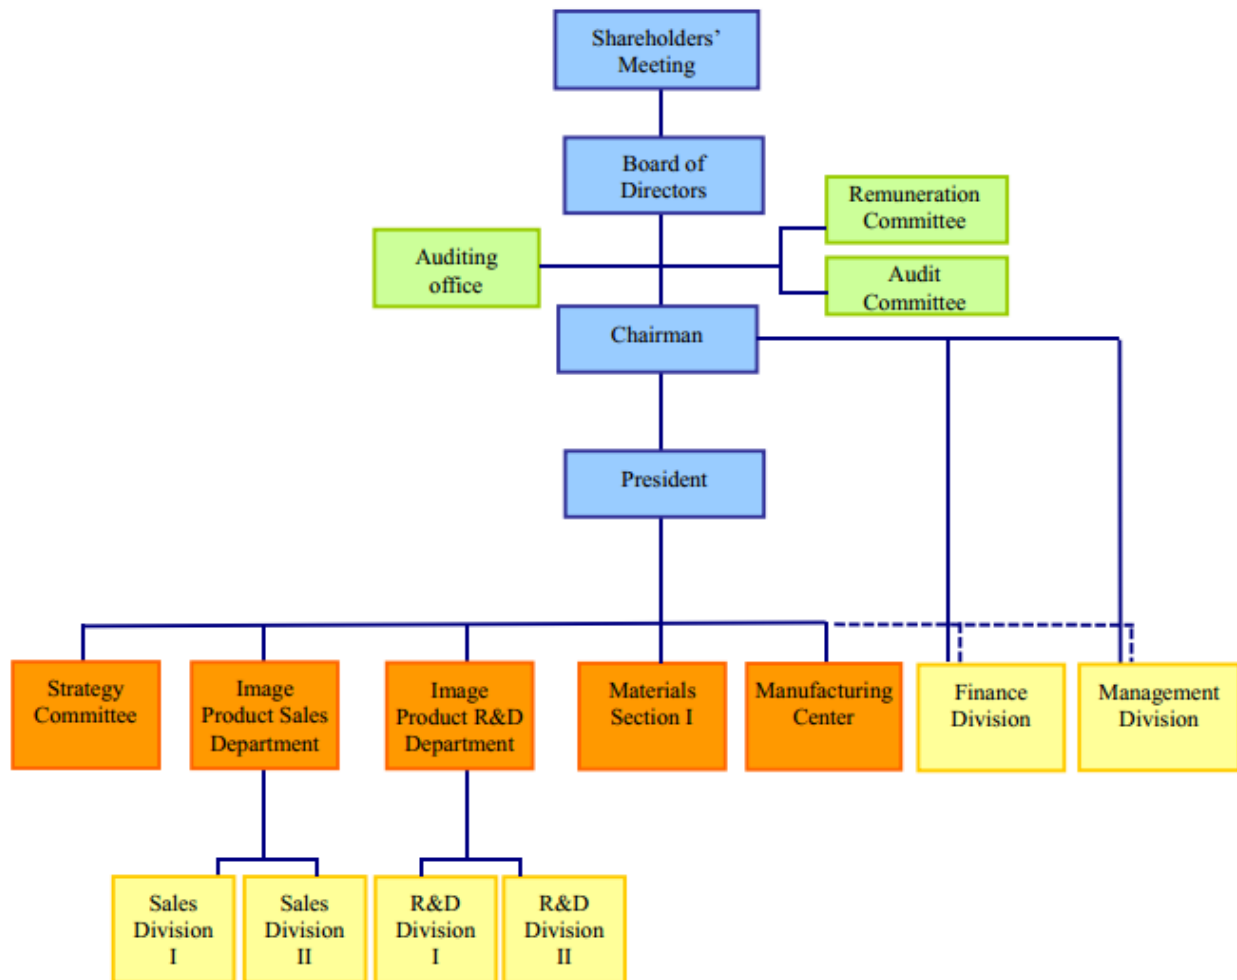 Shareholders’
Meeting
Board of
Directors
Remuneration
Committee
Auditing
office
Audit
Committee
Chairman
President
Strategy
Committee
Image
Product Sales
Department
Image
Product R&D
Department
Materials
Section I
Manufacturing
Center
Finance
Division
Management
Division
Sales
Division
I
Sales
Division
II
R&D
Division
I
R&D
Division
II